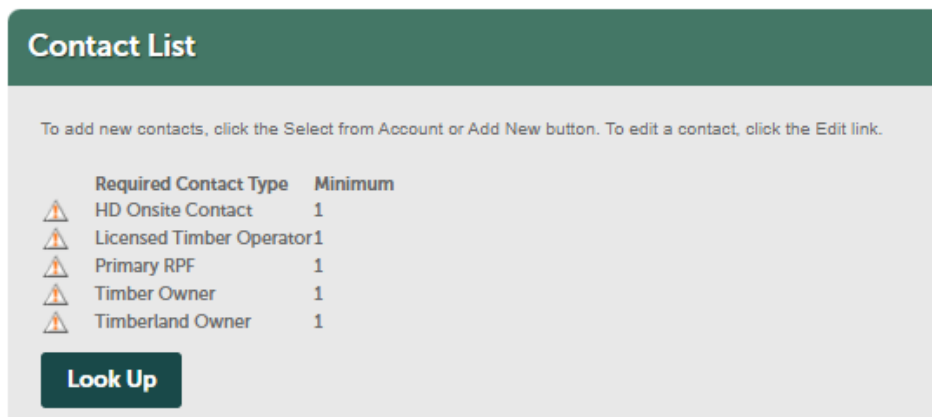 Contact List
To add new contacts, click the Select from Account or Add New button. To edit a contact, click the Edit link.
Required Contact Type Minimum
HD Onsite Contact 1
Licensed Timber Operator1
Primary RPF 1
Timber Owner 1
Timberland Owner 1
Look Up